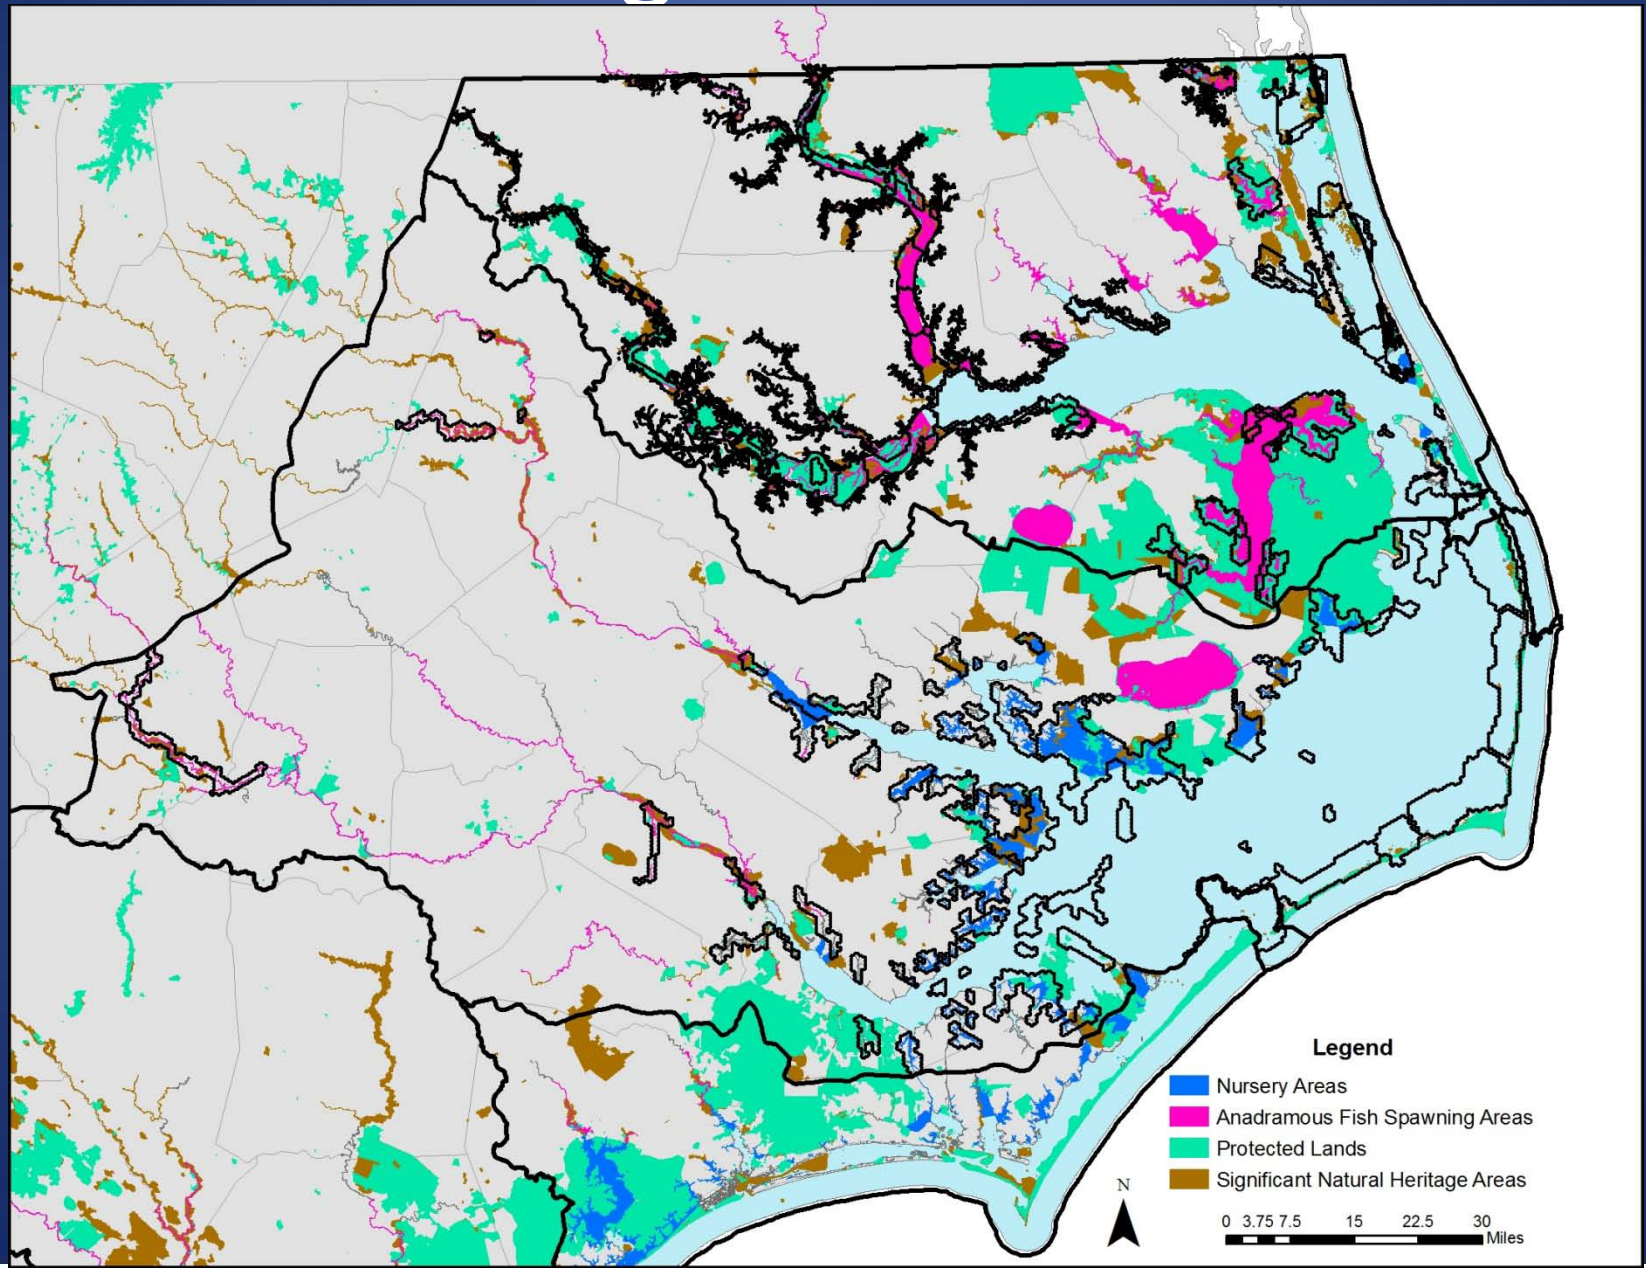 Legend
Nursery Areas
Anadramous Fish Spawning Areas
Protected Lands
Significant Natural Heritage Areas
N
0 3.75 7.5 15 22.5 30
Miles